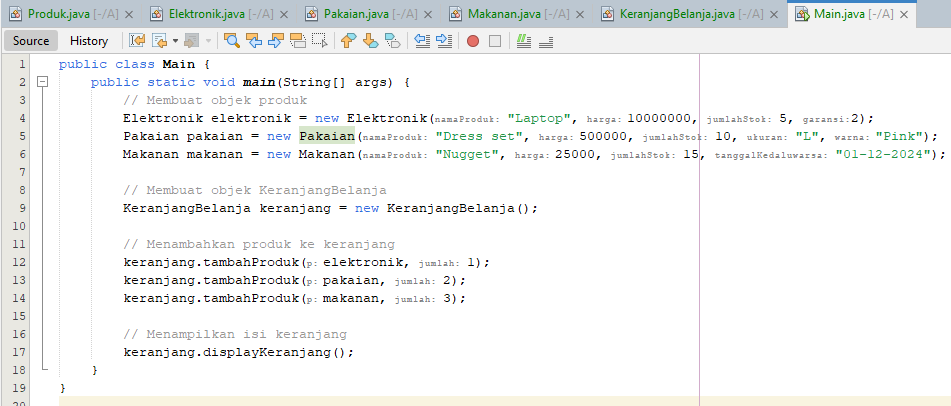 Produk.java [-/A] Elektronik.java [-/A] Pakaian.java [-/A] Makanan.java [-/A] KeranjangBelanja.java [-/A] Main.java [-/A]
Source History
1 public class Main {
2 public static void main(String[] args) {
3 // Membuat objek produk
4 Elektronik elektronik = new Elektronik(namaProduk: "Laptop", harga: 10000000, jumlahStok: 5, garansi:2);
5 Pakaian pakaian = new Pakaian(namaProduk: "Dress set", harga: 500000, jumlahStok: 10, ukuran: "L", warna: "Pink");
6 Makanan makanan = new Makanan(namaProduk: "Nugget", harga: 25000, jumlahStok: 15, tanggalKedaluwarsa: "01-12-2024");
7
8 // Membuat objek KeranjangBelanja
9 KeranjangBelanja keranjang = new KeranjangBelanja();
10
11 // Menambahkan produk ke keranjang
12 keranjang.tambahProduk(p: elektronik, jumlah: 1);
13 keranjang.tambahProduk(p: pakaian, jumlah: 2);
14 keranjang.tambahProduk(p: makanan, jumlah: 3);
15
16 // Menampilkan isi keranjang
17 keranjang.displayKeranjang();
18 }
19 }
20